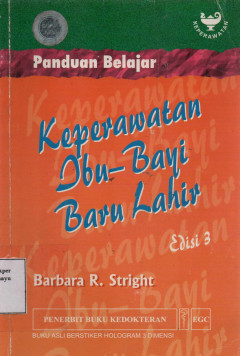 KEPERAWATAN
Panduan Belajar
Keperawatan
Ibu-Bayi
Baru Lahir
Edisi 3
Barbara R. Stright
PENERBIT BUKU KEDOKTERAN
EGC
BUKU ASLI BERSTIKER HOLOGRAM 3 DIMENSI